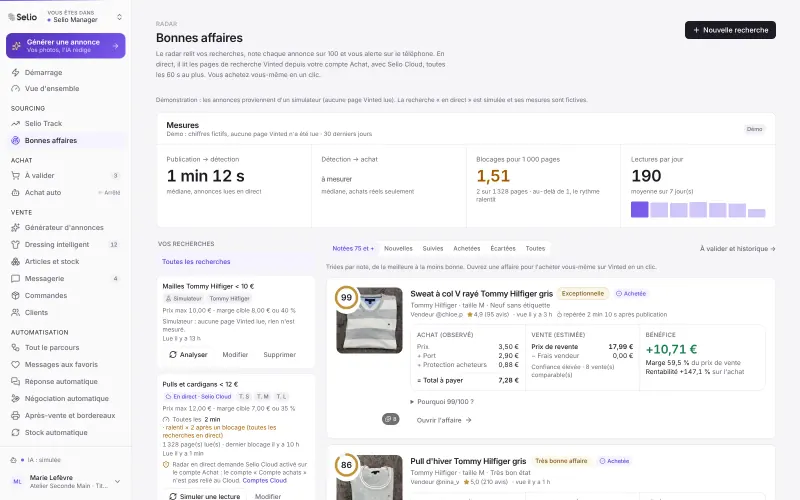 Selio
VOUS ÊTES DANS
Selio Manager
Générer une annonce
Vos photos, l'IA rédige
Démarrage
Vue d'ensemble
SOURCING
Selio Track
Bonnes affaires
ACHAT
À valider 3
Achat auto Arrêté
VENTE
Générateur d'annonces
Dressing intelligent 12
Articles et stock
Messagerie 4
Commandes
Clients
AUTOMATISATION
Tout le parcours
Messages aux favoris
Réponse automatique
Négociation automatique
Après-vente et bordereaux
Stock automatique
IA : simulée
ML
Marie Lefèvre
Atelier Seconde Main · Tit...
RADAR
Bonnes affaires
Le radar relit vos recherches, note chaque annonce sur 100 et vous alerte sur le téléphone. En
direct, il lit les pages de recherche Vinted depuis votre compte Achat, avec Selio Cloud, toutes
les 60 s au plus. Vous achetez vous-même en un clic.
+ Nouvelle recherche
Démonstration : les annonces proviennent d'un simulateur (aucune page Vinted lue). La recherche « en direct » est simulée et ses mesures sont fictives.
Mesures
Démo : chiffres fictifs, aucune page Vinted n'a été lue · 30 derniers jours
Démo
Publication → détection
1 min 12 s
médiane, annonces lues en direct
Détection → achat
à mesurer
médiane, achats réels seulement
Blocages pour 1 000 pages
1,51
2 sur 1 328 pages · au-delà de 1, le rythme
ralentit
Lectures par jour
190
moyenne sur 7 jour(s)
VOS RECHERCHES
Toutes les recherches
Mailles Tommy Hilfiger < 10 €
Simulateur Tommy Hilfiger
Prix max 10,00 € · marge cible 8,00 € ou 40 %
Simulateur : aucune page Vinted lue, rien n'est
mesuré.
Lue il y a 13 h
Analyser Modifier Supprimer
Pulls et cardigans < 12 €
En direct · Selio Cloud T. S T. M T. L
Prix max 12,00 € · marge cible 7,00 € ou 35 %
Toutes les 2 min
· ralenti × 2 après un blocage (toutes les
recherches en direct)
1 328 page(s) lue(s) · dernier blocage il y a 10 h
Lue il y a 1 min
Radar en direct demande Selio Cloud activé sur
le compte Achat : le compte « Compte achats »
n'est pas relié au Cloud. Comptes Cloud
Simuler une lecture Modifier
Notées 75 et + Nouvelles Suivies Achetées Écartées Toutes
À valider et historique →
Triées par note, de la meilleure à la moins bonne. Ouvrez une affaire pour l'acheter vous-même sur Vinted en un clic.
99
3
Sweat à col V rayé Tommy Hilfiger gris Exceptionnelle Achetée
Tommy Hilfiger · taille M · Neuf sans étiquette
Vendeur @chloe.p 4,9 (95 avis) · vue il y a 3 h repérée 2 min 10 s après publication
ACHAT (OBSERVÉ)
Prix 3,50 €
+ Port 2,90 €
+ Protection acheteurs 0,88 €
= Total à payer 7,28 €
VENTE (ESTIMÉE)
Prix de revente 17,99 €
− Frais vendeur 0,00 €
Confiance élevée · 8 vente(s)
comparable(s)
BÉNÉFICE
+10,71 €
Marge 59,5 % du prix de vente
Rentabilité +147,1 % sur l'achat
Pourquoi 99/100 ?
Ouvrir l'affaire →
86
Pull d'hiver Tommy Hilfiger gris Très bonne affaire Achetée
Tommy Hilfiger · taille M · Très bon état
Vendeur @nina_v 5,0 (210 avis) · vue il y a 1 h